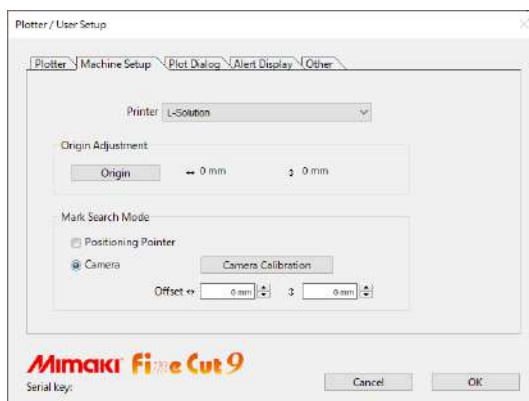 Plotter / User Setup
Plotter Machine Setup Plot Dialog Alert Display Other
Printer L-Solution
Origin Adjustment
Origin ↔ 0 mm ↕ 0 mm
Mark Search Mode
Positioning Pointer
Camera Camera Calibration
Offset ↔ 0 mm ↕ 0 mm
Mimaki Fine Cut 9
Serial key:
Cancel OK